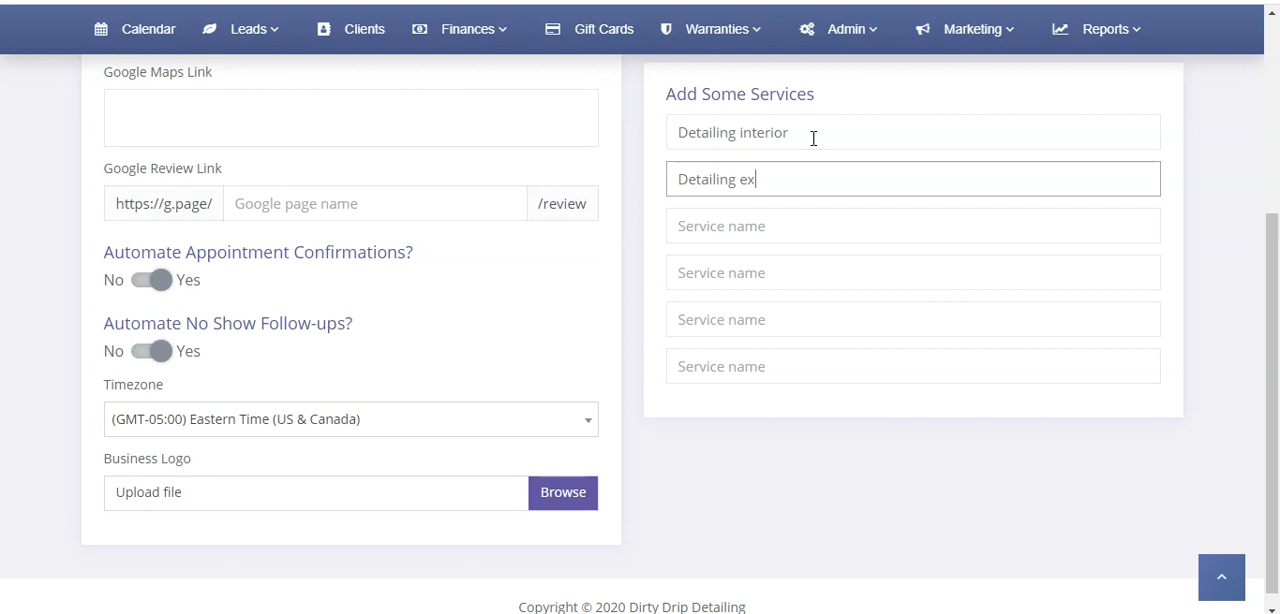 Calendar Leads Clients Finances Gift Cards Warranties Admin Marketing Reports
Google Maps Link
Google Review Link
https://g.page/ Google page name /review
Automate Appointment Confirmations?
No Yes
Automate No Show Follow-ups?
No Yes
Timezone
(GMT-05:00) Eastern Time (US & Canada)
Business Logo
Upload file Browse
Add Some Services
Detailing interior
Detailing ex
Service name
Service name
Service name
Service name
Copyright © 2020 Dirty Drip Detailing